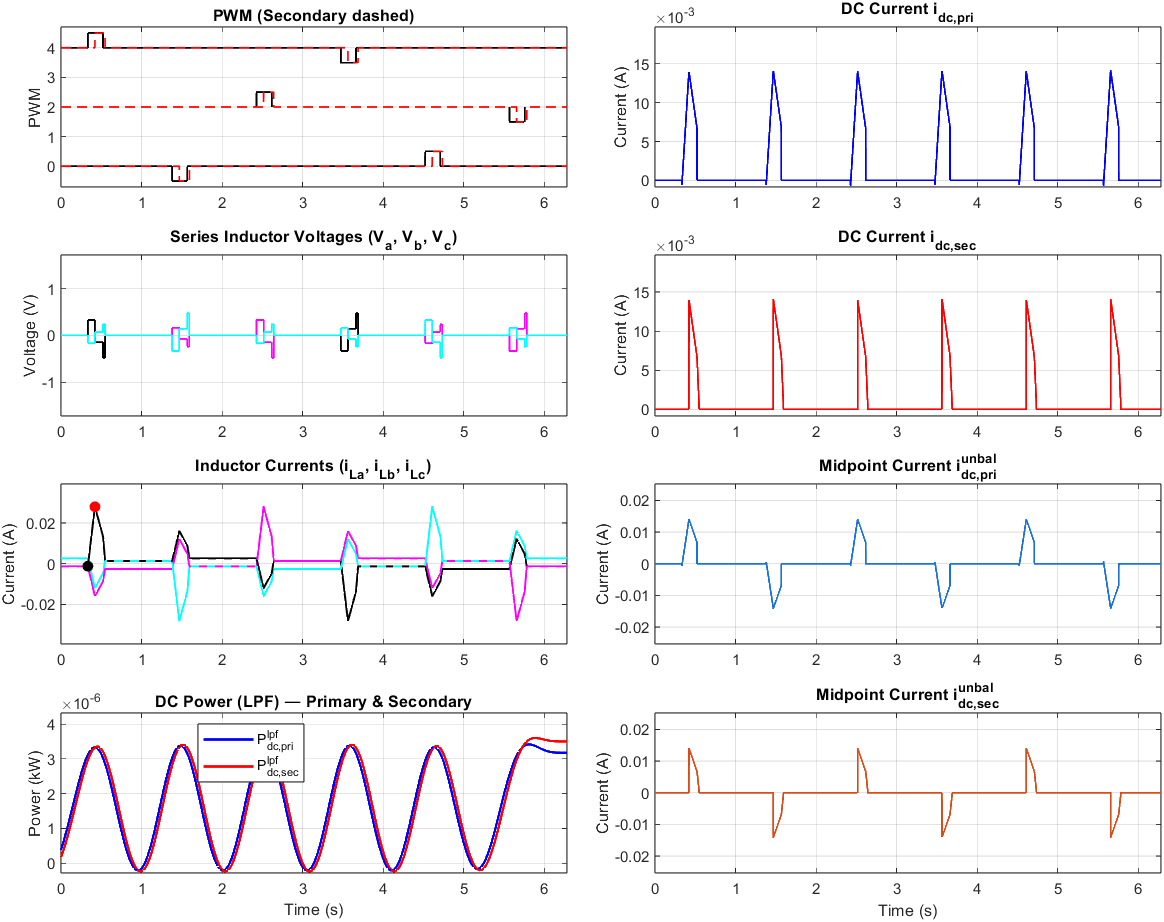 PWM (Secondary dashed)
PWM
4
3
2
1
0
0 1 2 3 4 5 6
DC Current i_dc,pri
×10^-3
Current (A)
15
10
5
0
0 1 2 3 4 5 6
Series Inductor Voltages (V_a, V_b, V_c)
Voltage (V)
1
0
-1
0 1 2 3 4 5 6
DC Current i_dc,sec
×10^-3
Current (A)
15
10
5
0
0 1 2 3 4 5 6
Inductor Currents (i_La, i_Lb, i_Lc)
Current (A)
0.02
0
-0.02
0 1 2 3 4 5 6
Midpoint Current i^unbal_dc,pri
Current (A)
0.02
0.01
0
-0.01
-0.02
0 1 2 3 4 5 6
DC Power (LPF) — Primary & Secondary
×10^-6
Power (kW)
4
3
2
1
0
P^lpf_dc,pri
P^lpf_dc,sec
0 1 2 3 4 5 6
Time (s)
Midpoint Current i^unbal_dc,sec
Current (A)
0.02
0.01
0
-0.01
-0.02
0 1 2 3 4 5 6
Time (s)